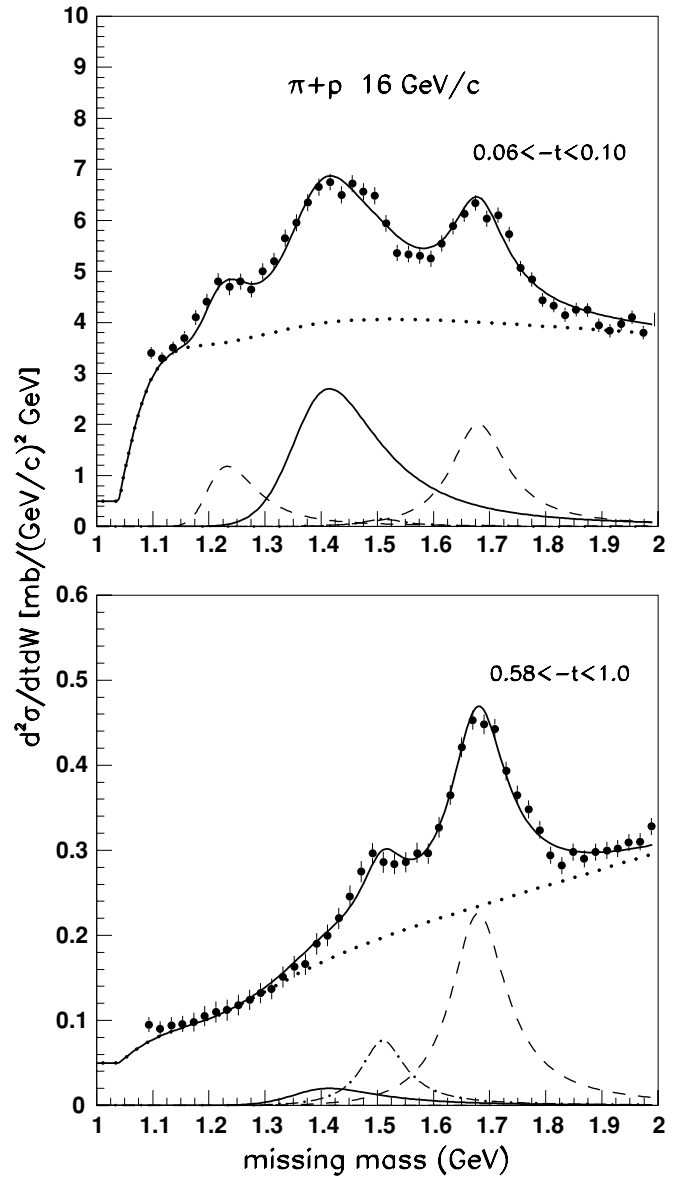 10
9
π+p 16 GeV/c
8
0.06<-t<0.10
7
6
5
4
3
2
1
0
1 1.1 1.2 1.3 1.4 1.5 1.6 1.7 1.8 1.9 2
d²σ/dtdW [mb/(GeV/c)² GeV]
0.6
0.58<-t<1.0
0.5
0.4
0.3
0.2
0.1
0
1 1.1 1.2 1.3 1.4 1.5 1.6 1.7 1.8 1.9 2
missing mass (GeV)